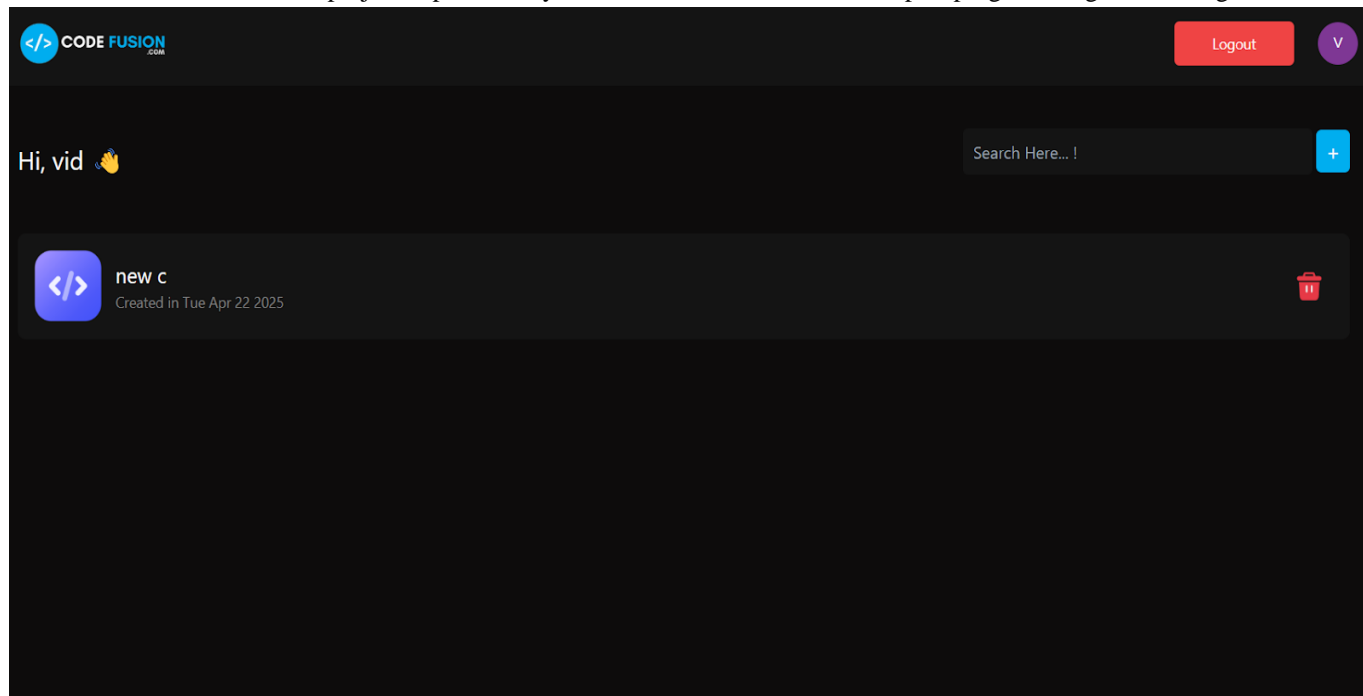 </> CODE FUSION
.COM
Logout
V
Hi, vid 👋
Search Here... !
+
</>
new c
Created in Tue Apr 22 2025